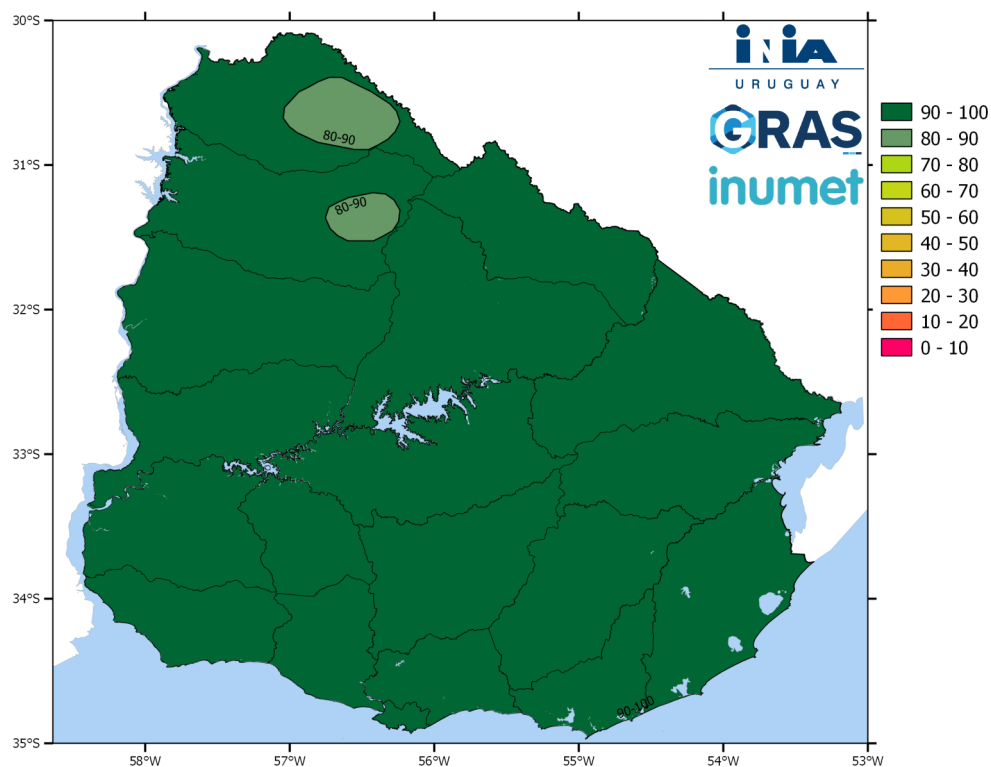 30°S
31°S
32°S
33°S
34°S
35°S
58°W
57°W
56°W
55°W
54°W
53°W
80-90
80-90
90-100
iNiA
URUGUAY
GRAS
inumet
90 - 100
80 - 90
70 - 80
60 - 70
50 - 60
40 - 50
30 - 40
20 - 30
10 - 20
0 - 10